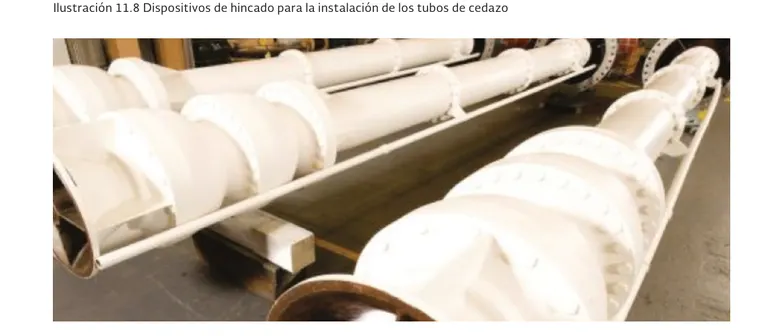 Ilustración 11.8 Dispositivos de hincado para la instalación de los tubos de cedazo